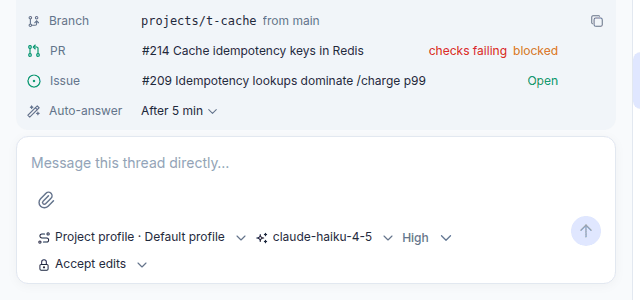 Branch projects/t-cache from main
PR #214 Cache idempotency keys in Redis checks failing blocked
Issue #209 Idempotency lookups dominate /charge p99 Open
Auto-answer After 5 min
Message this thread directly...
Project profile · Default profile claude-haiku-4-5 High
Accept edits